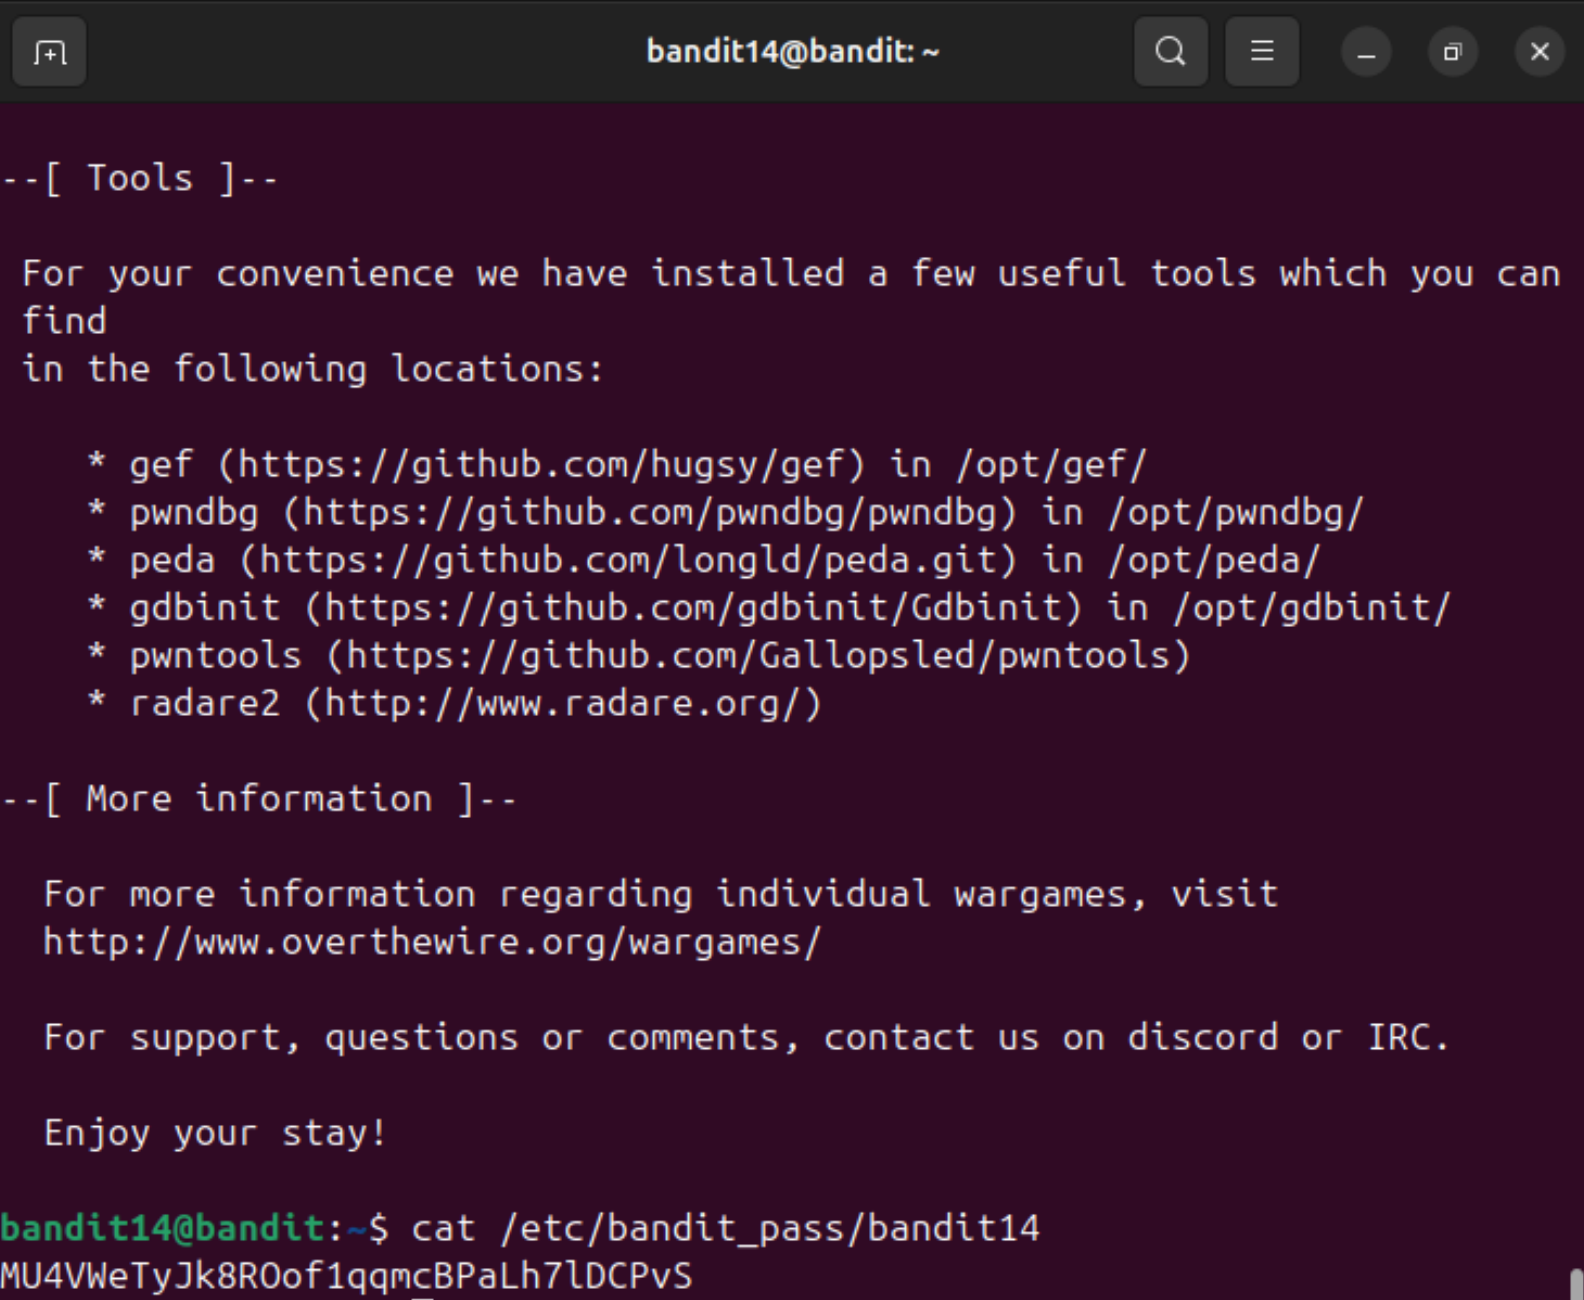 bandit14@bandit: ~
--[ Tools ]--
For your convenience we have installed a few useful tools which you can
find
in the following locations:
* gef (https://github.com/hugsy/gef) in /opt/gef/
* pwndbg (https://github.com/pwndbg/pwndbg) in /opt/pwndbg/
* peda (https://github.com/longld/peda.git) in /opt/peda/
* gdbinit (https://github.com/gdbinit/Gdbinit) in /opt/gdbinit/
* pwntools (https://github.com/Gallopsled/pwntools)
* radare2 (http://www.radare.org/)
--[ More information ]--
For more information regarding individual wargames, visit
http://www.overthewire.org/wargames/
For support, questions or comments, contact us on discord or IRC.
Enjoy your stay!
bandit14@bandit:~$ cat /etc/bandit_pass/bandit14
MU4VWeTyJk8ROof1qqmcBPaLh7lDCPvS